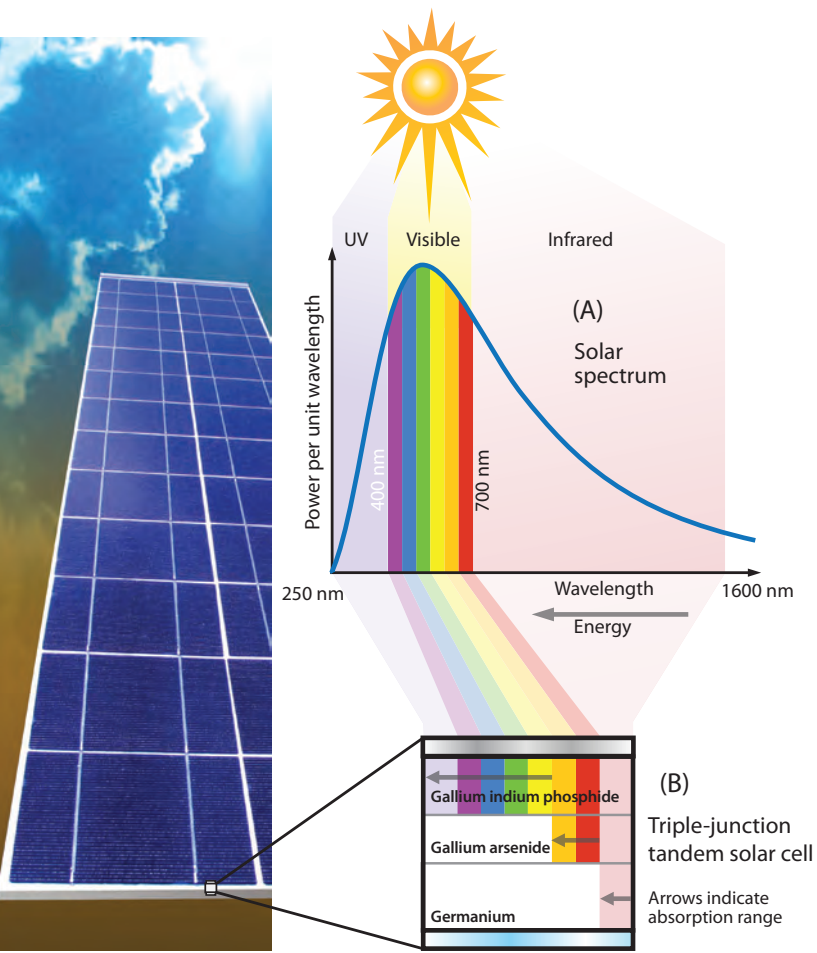 UV
Visible
Infrared
(A)
Solar
spectrum
Power per unit wavelength
400 nm
700 nm
250 nm
Wavelength
1600 nm
Energy
(B)
Gallium indium phosphide
Triple-junction
tandem solar cell
Gallium arsenide
Arrows indicate
absorption range
Germanium